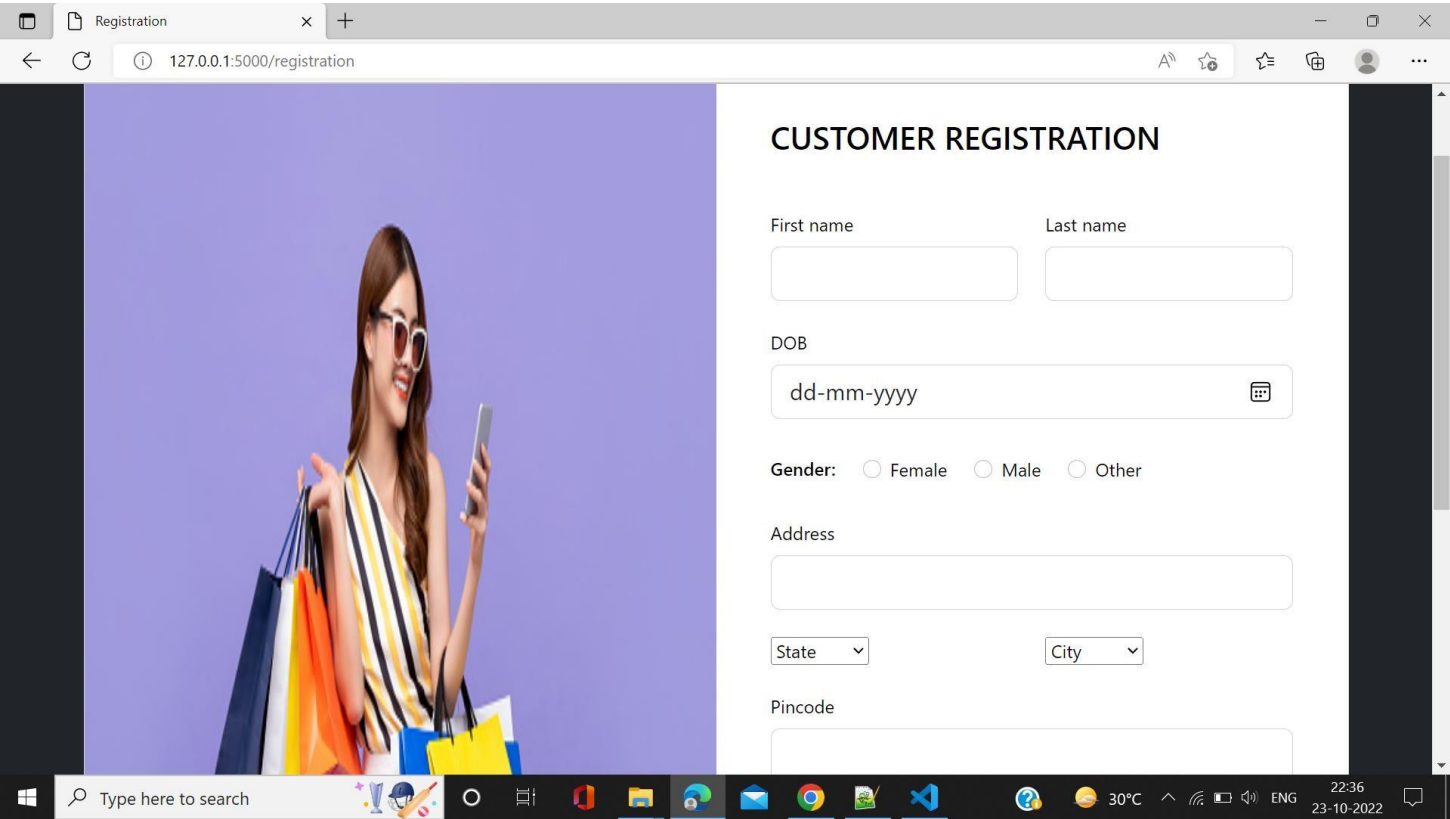 Registration
127.0.0.1:5000/registration
CUSTOMER REGISTRATION
First name Last name
DOB
dd-mm-yyyy
Gender: Female Male Other
Address
State City
Pincode
Type here to search
30°C ENG 22:36
23-10-2022